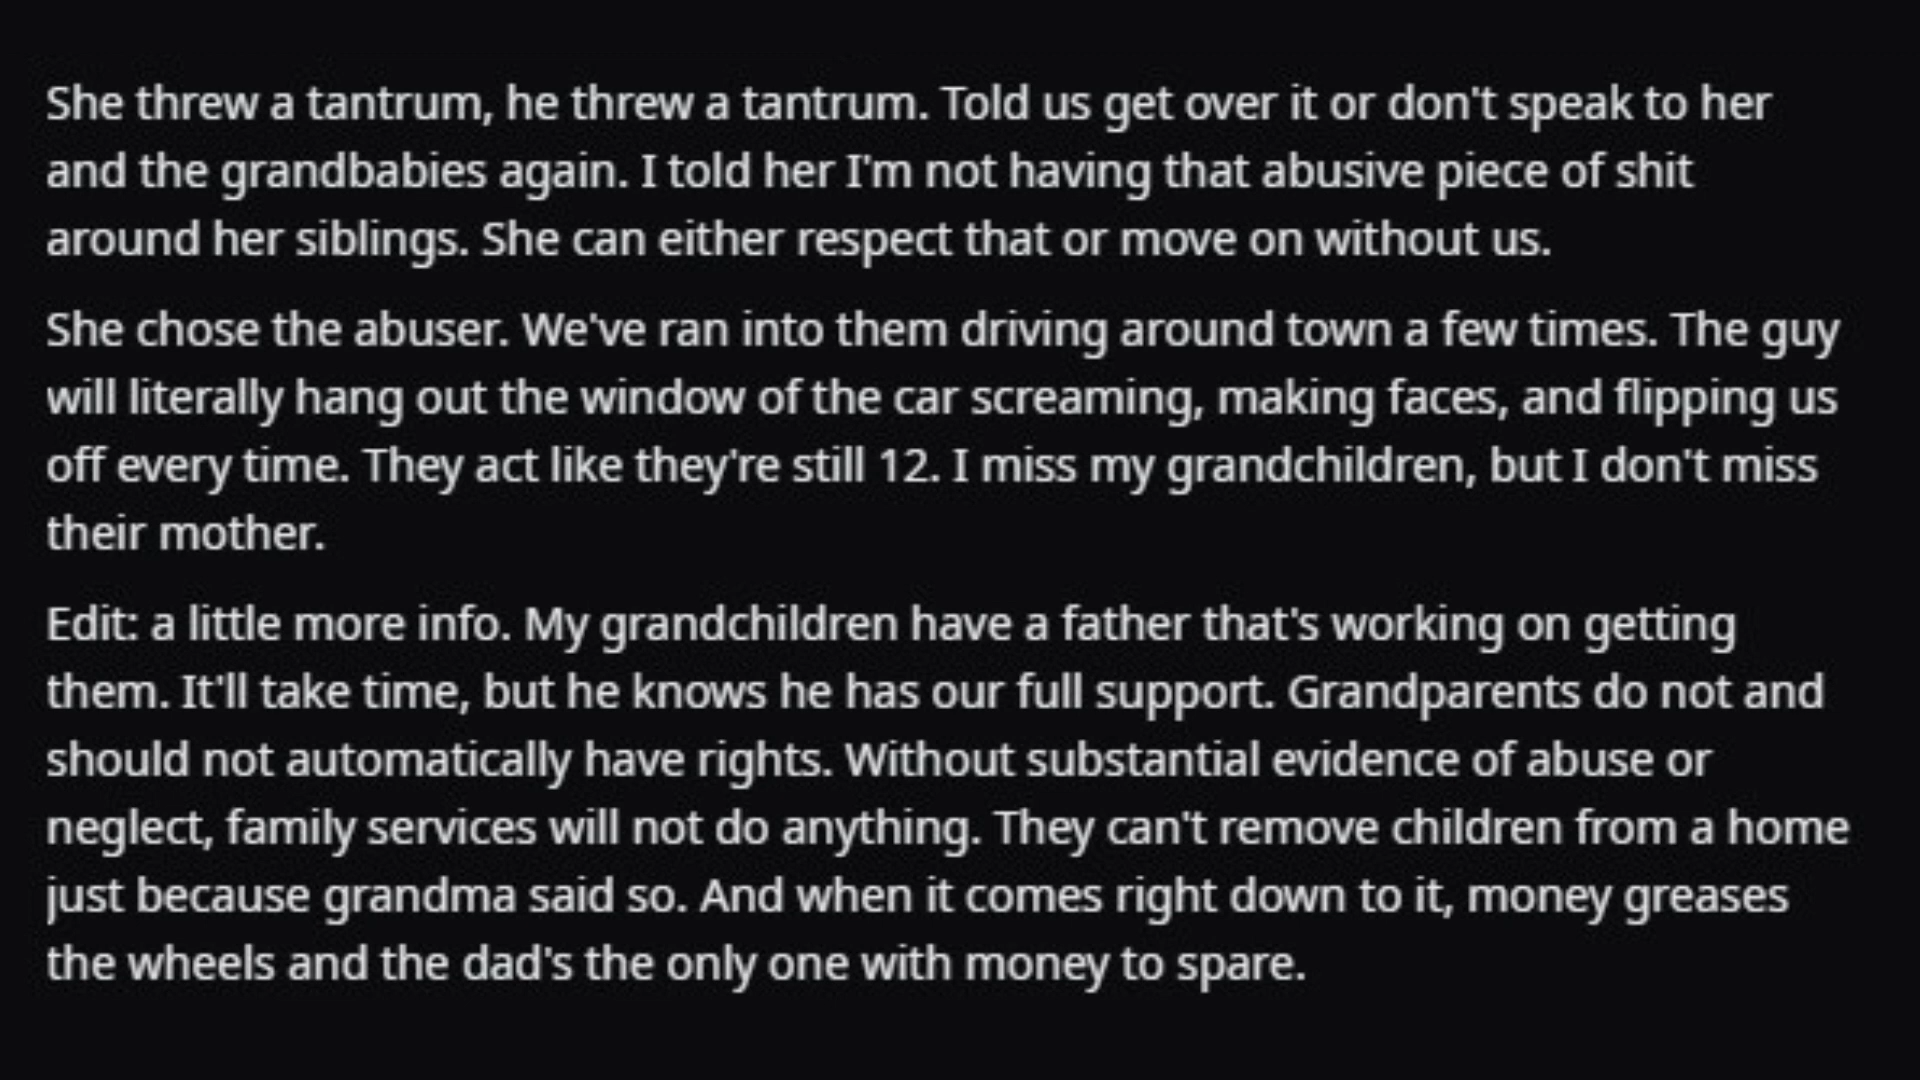 She threw a tantrum, he threw a tantrum. Told us get over it or don't speak to her
and the grandbabies again. I told her I'm not having that abusive piece of shit
around her siblings. She can either respect that or move on without us.
She chose the abuser. We've ran into them driving around town a few times. The guy
will literally hang out the window of the car screaming, making faces, and flipping us
off every time. They act like they're still 12. I miss my grandchildren, but I don't miss
their mother.
Edit: a little more info. My grandchildren have a father that's working on getting
them. It'll take time, but he knows he has our full support. Grandparents do not and
should not automatically have rights. Without substantial evidence of abuse or
neglect, family services will not do anything. They can't remove children from a home
just because grandma said so. And when it comes right down to it, money greases
the wheels and the dad's the only one with money to spare.